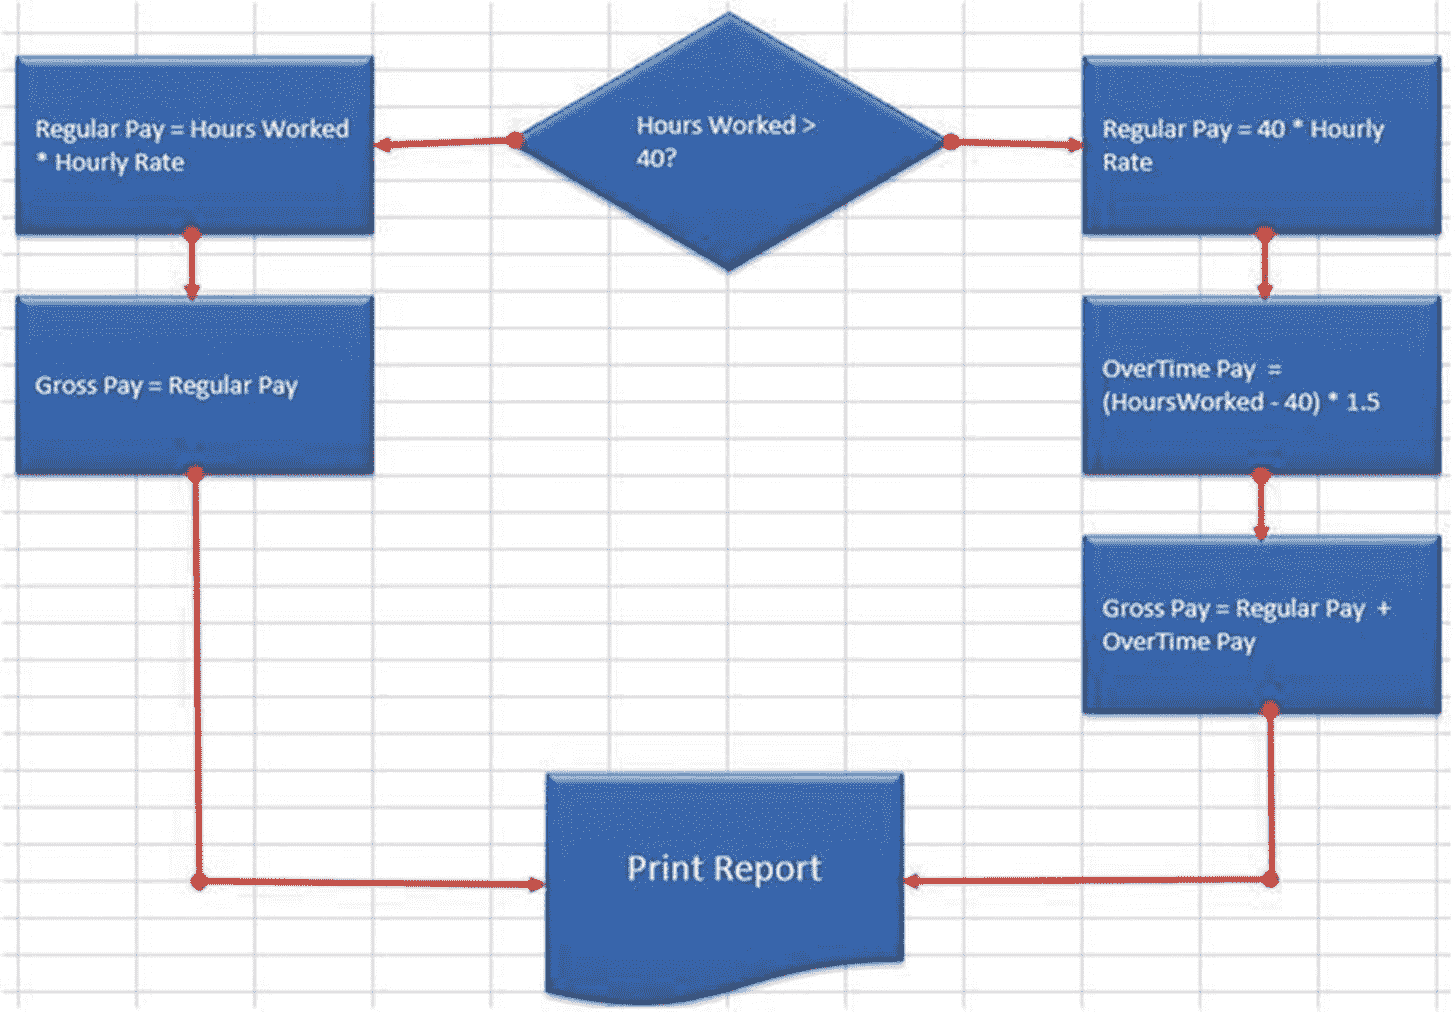 Regular Pay = Hours Worked
* Hourly Rate
Hours Worked >
40?
Regular Pay = 40 * Hourly
Rate
Gross Pay = Regular Pay
OverTime Pay =
(HoursWorked - 40) * 1.5
Gross Pay = Regular Pay +
OverTime Pay
Print Report